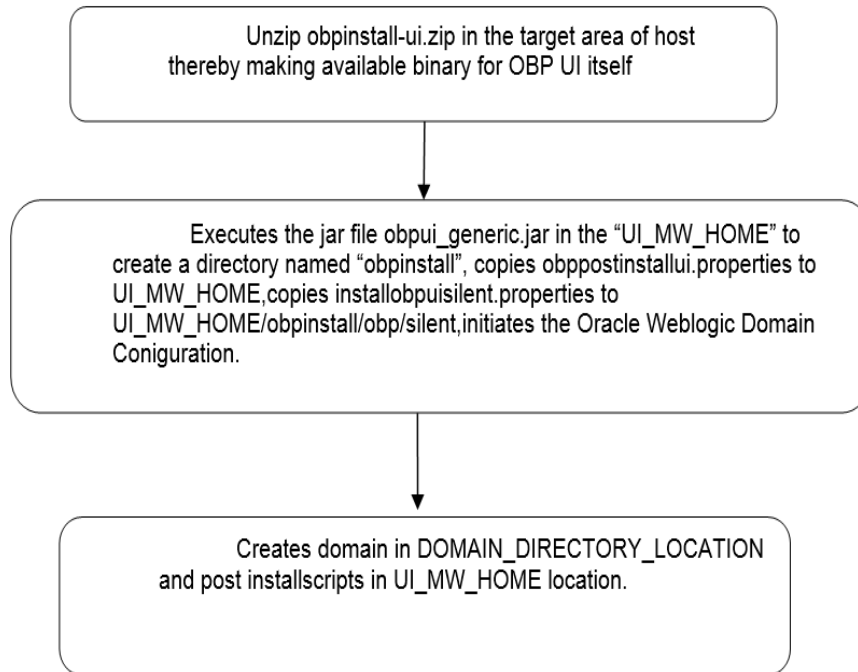 Unzip obpinstall-ui.zip in the target area of host
thereby making available binary for OBP UI itself
Executes the jar file obpui_generic.jar in the “UI_MW_HOME” to
create a directory named “obpinstall”, copies obppostinstallui.properties to
UI_MW_HOME,copies installobpuisilent.properties to
UI_MW_HOME/obpinstall/obp/silent,initiates the Oracle Weblogic Domain
Coniguration.
Creates domain in DOMAIN_DIRECTORY_LOCATION
and post installscripts in UI_MW_HOME location.